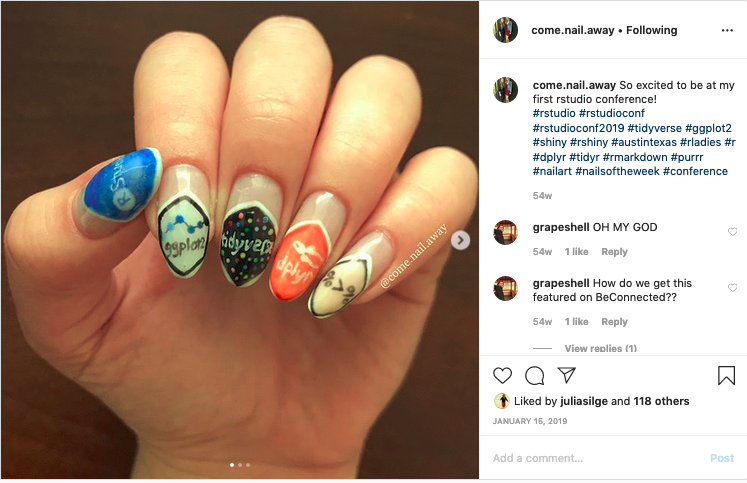 come.nail.away • Following
come.nail.away So excited to be at my
first rstudio conference!
#rstudio #rstudioconf
#rstudioconf2019 #tidyverse #ggplot2
#shiny #rshiny #austintexas #rladies #r
#dplyr #tidyr #rmarkdown #purrr
#nailart #nailsoftheweek #conference
54w
grapeshell OH MY GOD
54w 1 like Reply
grapeshell How do we get this
featured on BeConnected??
54w 1 like Reply
View replies (1)
Liked by juliasilge and 118 others
JANUARY 15, 2019
Add a comment... Post
R
ggplot2
tidyverse
dplyr
%>%
@come.nail.away